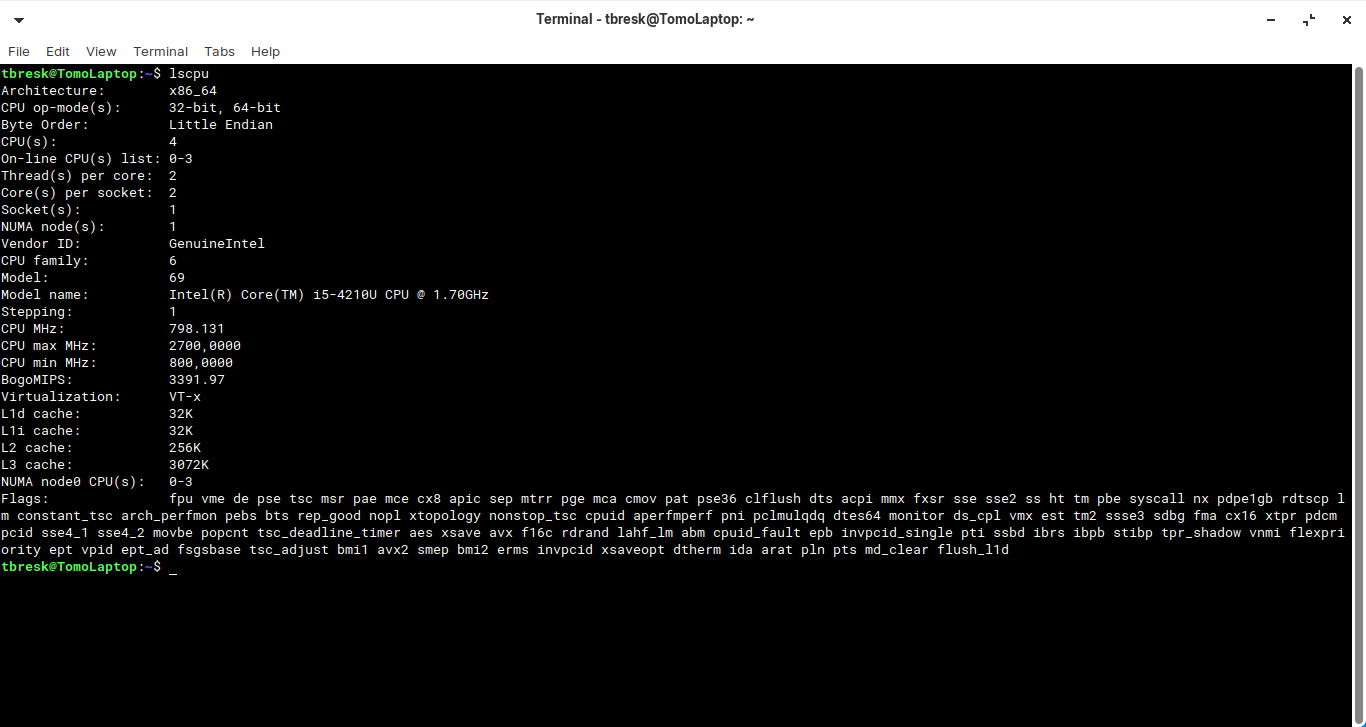 Terminal - tbresk@TomoLaptop: ~
File Edit View Terminal Tabs Help
tbresk@TomoLaptop:~$ lscpu
Architecture:        x86_64
CPU op-mode(s):      32-bit, 64-bit
Byte Order:          Little Endian
CPU(s):              4
On-line CPU(s) list: 0-3
Thread(s) per core:  2
Core(s) per socket:  2
Socket(s):           1
NUMA node(s):        1
Vendor ID:           GenuineIntel
CPU family:          6
Model:               69
Model name:          Intel(R) Core(TM) i5-4210U CPU @ 1.70GHz
Stepping:            1
CPU MHz:             798.131
CPU max MHz:         2700,0000
CPU min MHz:         800,0000
BogoMIPS:            3391.97
Virtualization:      VT-x
L1d cache:           32K
L1i cache:           32K
L2 cache:            256K
L3 cache:            3072K
NUMA node0 CPU(s):   0-3
Flags:               fpu vme de pse tsc msr pae mce cx8 apic sep mtrr pge mca cmov pat pse36 clflush dts acpi mmx fxsr sse sse2 ss ht tm pbe syscall nx pdpe1gb rdtscp l
m constant_tsc arch_perfmon pebs bts rep_good nopl xtopology nonstop_tsc cpuid aperfmperf pni pclmulqdq dtes64 monitor ds_cpl vmx est tm2 ssse3 sdbg fma cx16 xtpr pdcm
pcid sse4_1 sse4_2 movbe popcnt tsc_deadline_timer aes xsave avx f16c rdrand lahf_lm abm cpuid_fault epb invpcid_single pti ssbd ibrs ibpb stibp tpr_shadow vnmi flexpri
ority ept vpid ept_ad fsgsbase tsc_adjust bmi1 avx2 smep bmi2 erms invpcid xsaveopt dtherm ida arat pln pts md_clear flush_l1d
tbresk@TomoLaptop:~$ _